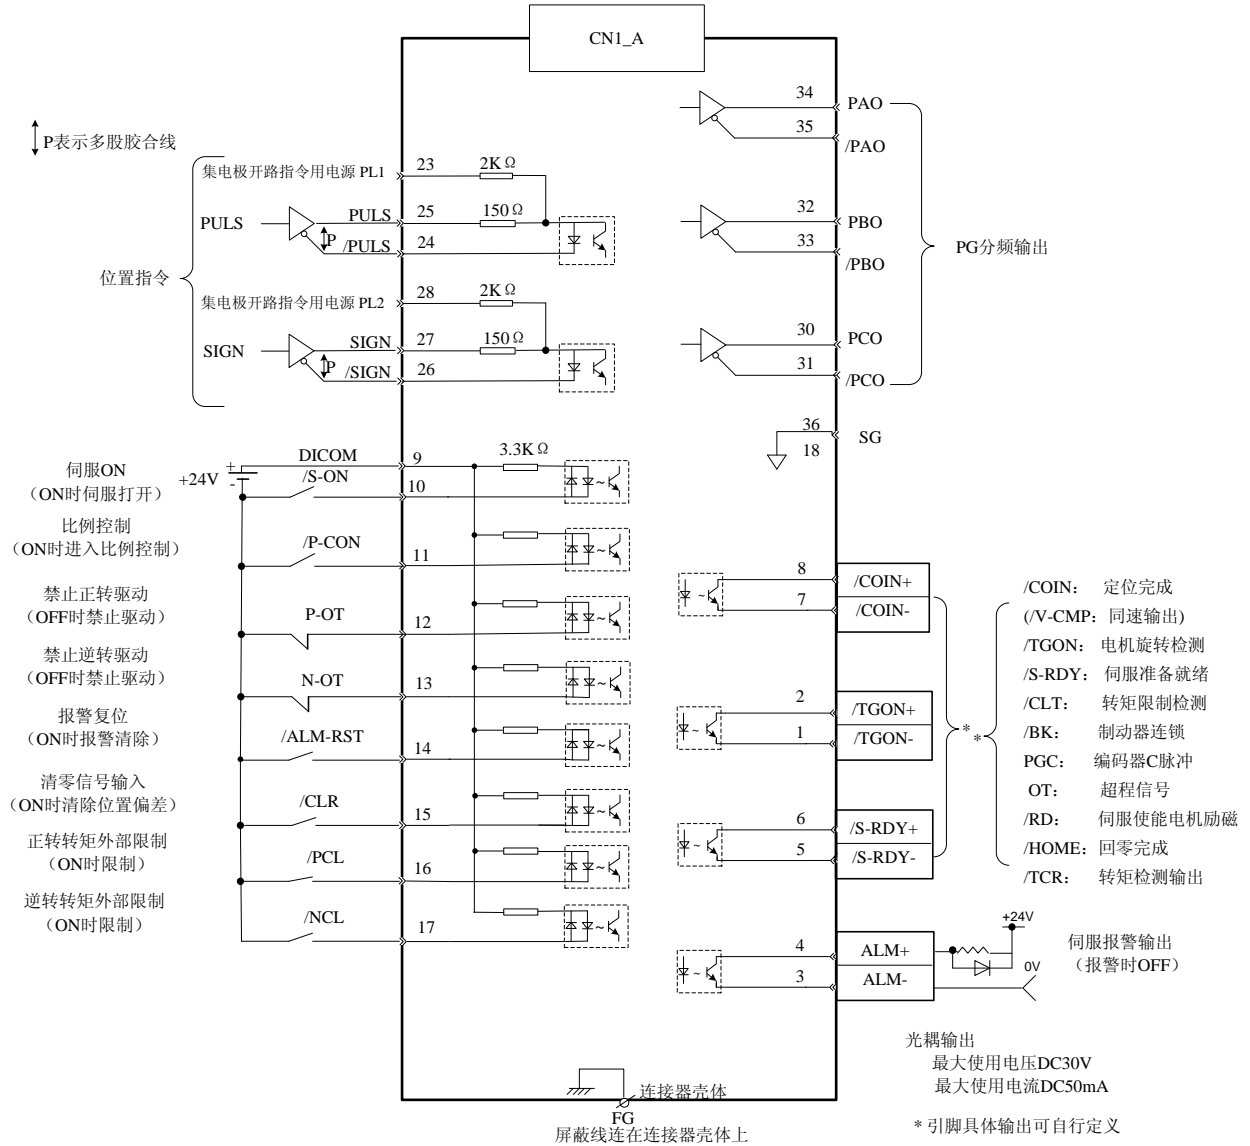 CN1_A
P表示多股胶合线
位置指令
集电极开路指令用电源 PL1
23
2K Ω
PULS
PULS
25
150 Ω
P
/PULS
24
集电极开路指令用电源 PL2
28
2K Ω
SIGN
SIGN
27
150 Ω
P
/SIGN
26
34
PAO
35
/PAO
32
PBO
33
/PBO
30
PCO
31
/PCO
PG分频输出
36
18
SG
伺服ON
（ON时伺服打开）
+24V
+
-
DICOM
9
3.3K Ω
/S-ON
10
比例控制
（ON时进入比例控制）
/P-CON
11
禁止正转驱动
（OFF时禁止驱动）
P-OT
12
禁止逆转驱动
（OFF时禁止驱动）
N-OT
13
报警复位
（ON时报警清除）
/ALM-RST
14
清零信号输入
（ON时清除位置偏差）
/CLR
15
正转转矩外部限制
（ON时限制）
/PCL
16
逆转转矩外部限制
（ON时限制）
/NCL
17
8
/COIN+
7
/COIN-
2
/TGON+
1
/TGON-
6
/S-RDY+
5
/S-RDY-
*
*
/COIN： 定位完成
(/V-CMP：同速输出)
/TGON： 电机旋转检测
/S-RDY：伺服准备就绪
/CLT： 转矩限制检测
/BK： 制动器连锁
PGC： 编码器C脉冲
OT： 超程信号
/RD： 伺服使能电机励磁
/HOME：回零完成
/TCR： 转矩检测输出
4
ALM+
3
ALM-
+24V
0V
伺服报警输出
（报警时OFF）
光耦输出
最大使用电压DC30V
最大使用电流DC50mA
* 引脚具体输出可自行定义
连接器壳体
FG
屏蔽线连在连接器壳体上